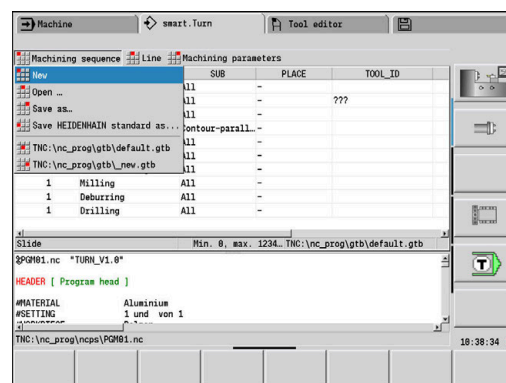 Machine
smart.Turn
Tool editor
Machining sequence Line Machining parameters
New
SUB PLACE TOOL_ID
Open …
All -
Save as…
All - ???
All -
Save HEIDENHAIN standard as...
Contour-parall… -
TNC:\nc_prog\gtb\default.gtb
All -
TNC:\nc_prog\gtb\_new.gtb
All -
All -
1 Milling All -
1 Deburring All -
1 Drilling All -
Slide Min. 0, max. 1234… TNC:\nc_prog\gtb\default.gtb
%PGM01.nc "TURN_V1.0"
HEADER [ Program head ]
#MATERIAL Aluminium
#SETTING 1 und von 1
TNC:\nc_prog\ncps\PGM01.nc
T
10:38:34